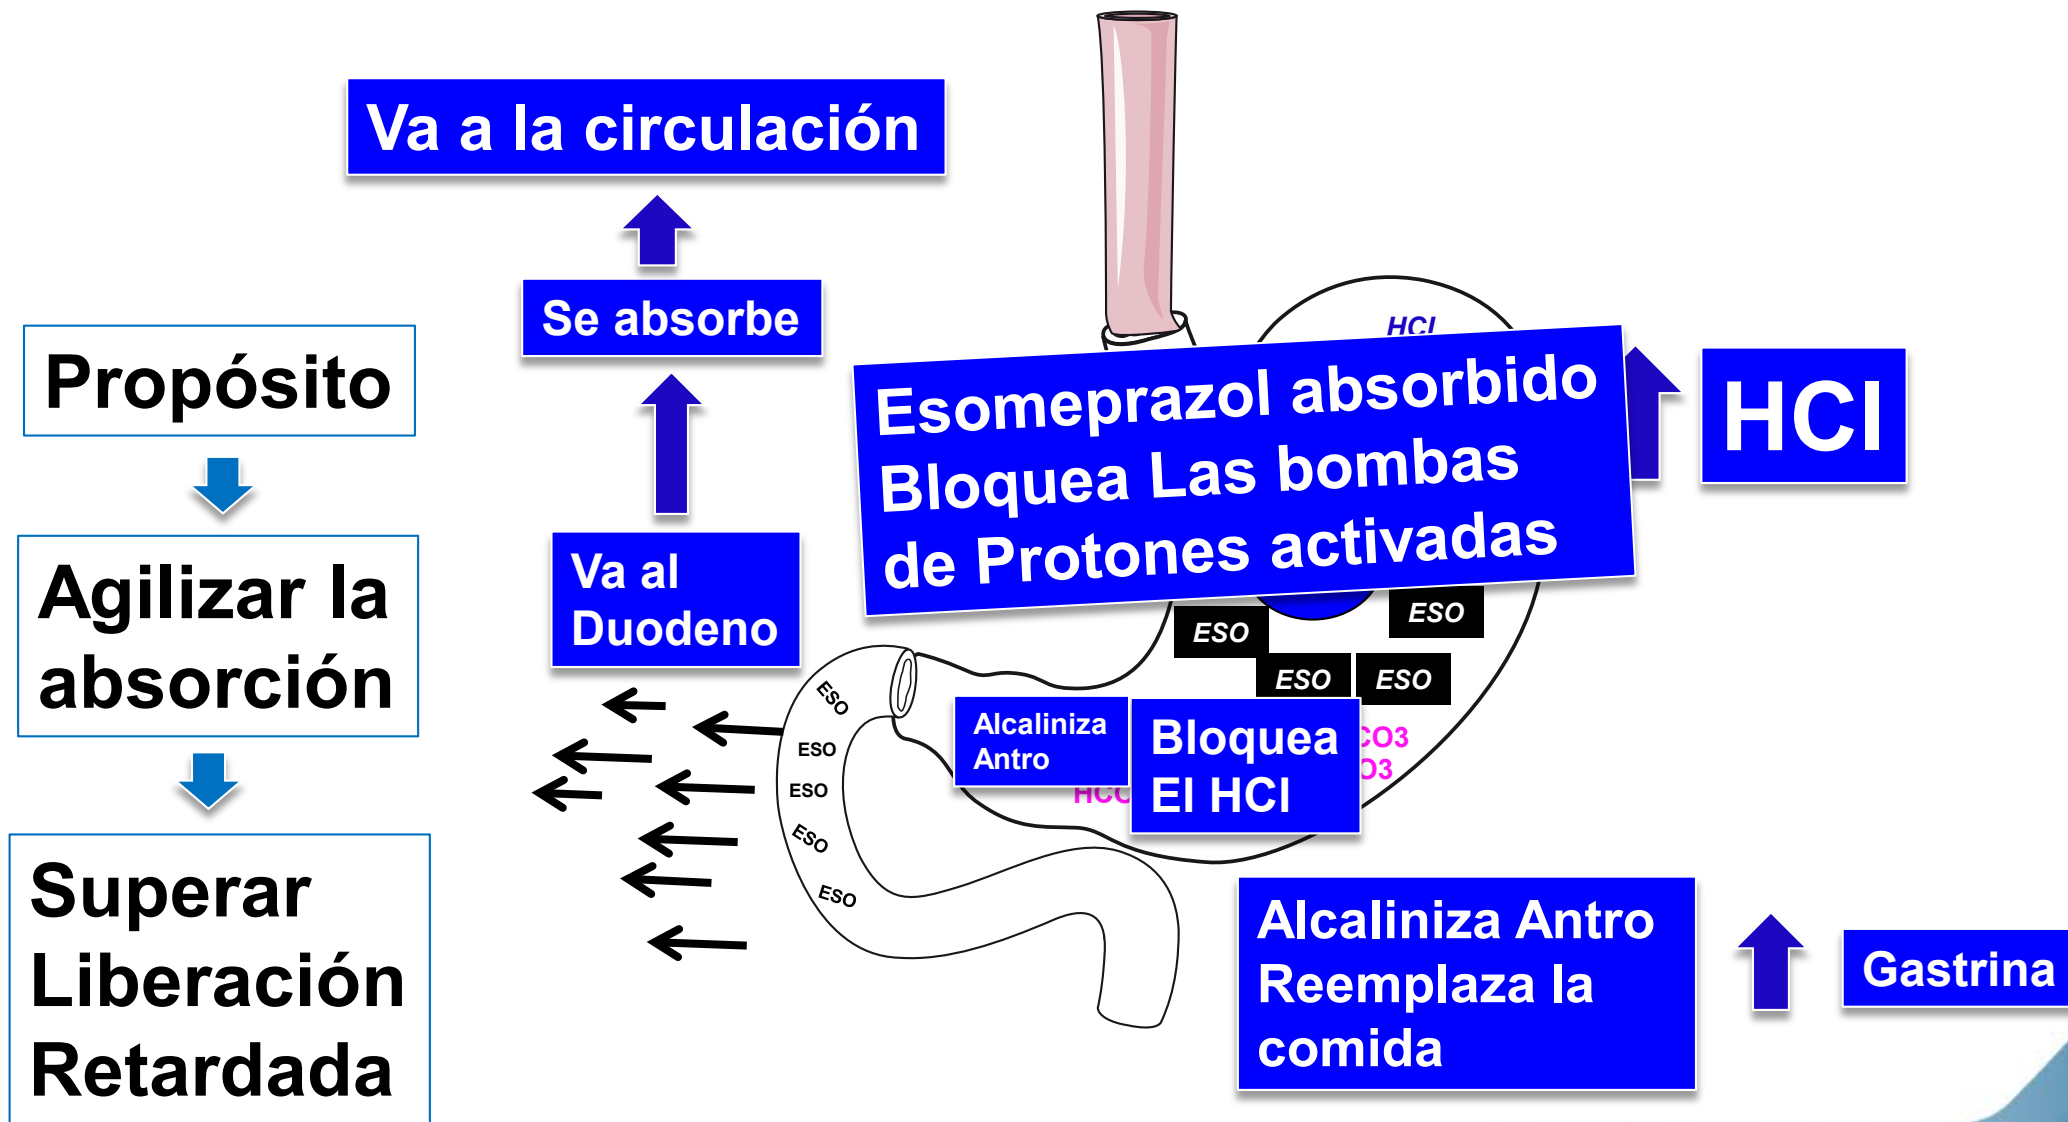 Va a la circulación
Se absorbe
Propósito
Agilizar la
absorción
Superar
Liberación
Retardada
Va al
Duodeno
HCl
Esomeprazol absorbido
Bloquea Las bombas
de Protones activadas
HCl
ESO
ESO
ESO
ESO
ESO
ESO
ESO
ESO
ESO
Alcaliniza
Antro
Bloquea
El HCl
Alcaliniza Antro
Reemplaza la
comida
Gastrina